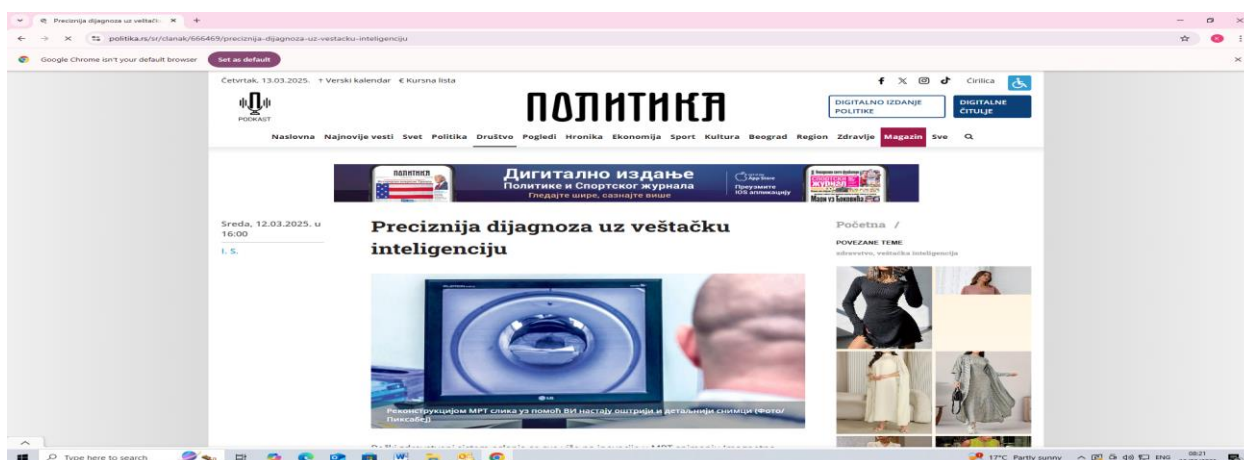 Preciznija dijagnoza uz veštačk
politika.rs/sr/clanak/666469/preciznija-dijagnoza-uz-vestacku-inteligenciju
Google Chrome isn't your default browser Set as default
Četvrtak, 13.03.2025. Verski kalendar € Kursna lista
Ćirilica
PODKAST
ПОЛИТИКА
DIGITALNO IZDANJE
POLITIKE
DIGITALNE
ČITULJE
Naslovna Najnovije vesti Svet Politika Društvo Pogledi Hronika Ekonomija Sport Kultura Beograd Region Zdravlje Magazin Sve
ПОЛИТИКА
Дигитално издање
Политике и Спортског журнала
Гледајте шире, сазнајте више
App Store
Преузмите
IOS апликацију
Sreda, 12.03.2025. u
16:00
I. S.
Preciznija dijagnoza uz veštačku
inteligenciju
Početna /
POVEZANE TEME
zdravstvo, veštačka inteligencija
LG
Реконструкцијом МРТ слика уз помоћ ВИ настају оштрији и детаљнији снимци (Фото/
Пиксабеј)
Type here to search
17°C Partly sunny
ENG
08:21